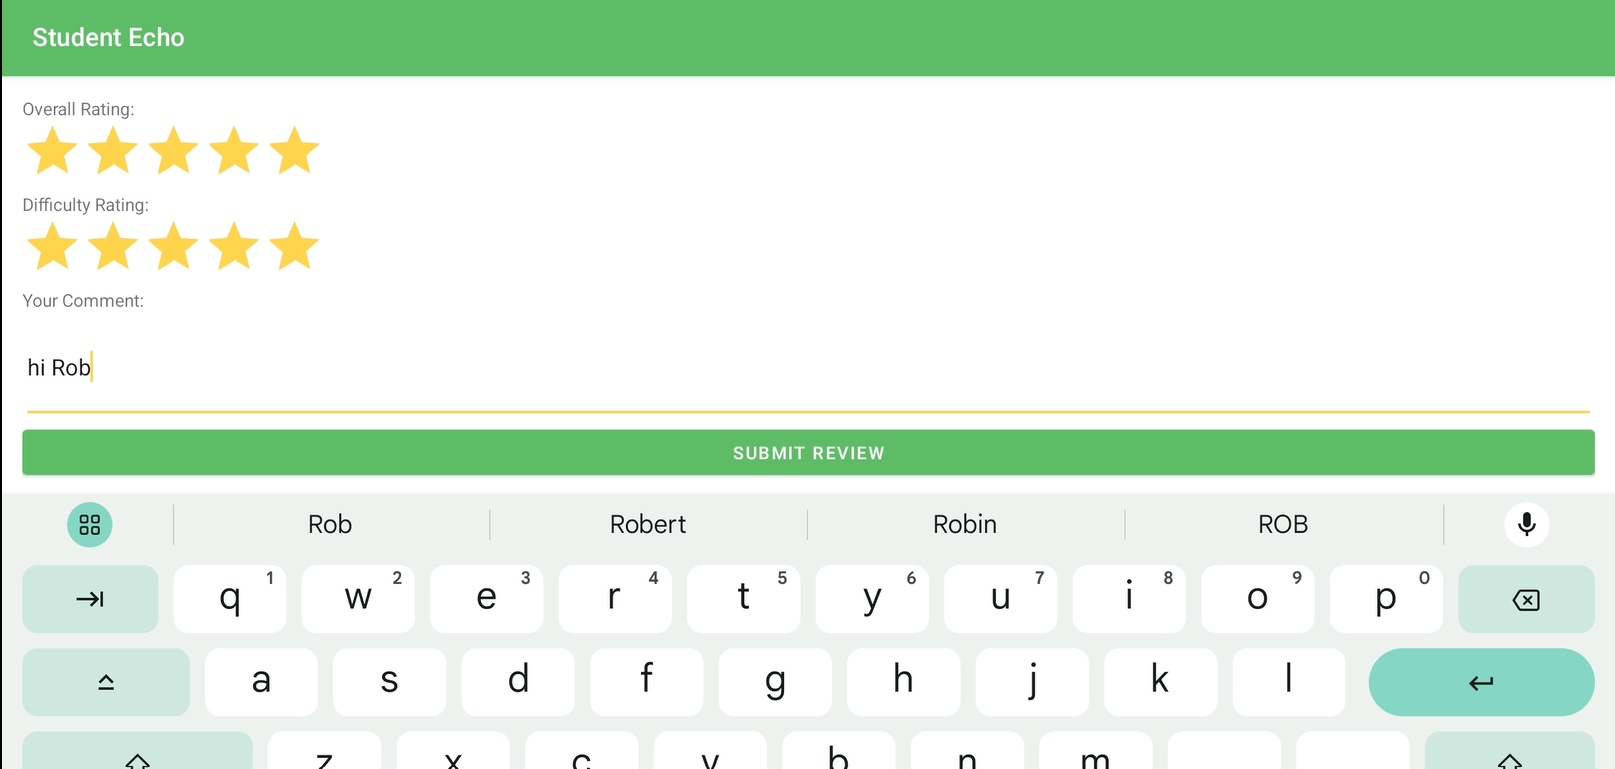 Student Echo
Overall Rating:
Difficulty Rating:
Your Comment:
hi Rob
SUBMIT REVIEW
Rob Robert Robin ROB
q 1 w 2 e 3 r 4 t 5 y 6 u 7 i 8 o 9 p 0
a s d f g h j k l
z x c v b n m